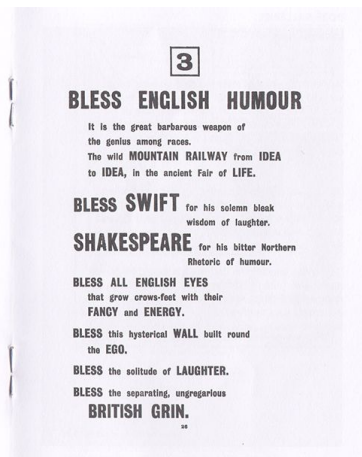 3
BLESS ENGLISH HUMOUR
It is the great barbarous weapon of
the genius among races.
The wild MOUNTAIN RAILWAY from IDEA
to IDEA, in the ancient Fair of LIFE.
BLESS SWIFT for his solemn bleak
wisdom of laughter.
SHAKESPEARE for his bitter Northern
Rhetoric of humour.
BLESS ALL ENGLISH EYES
that grow crows-feet with their
FANCY and ENERGY.
BLESS this hysterical WALL built round
the EGO.
BLESS the solitude of LAUGHTER.
BLESS the separating, ungregarious
BRITISH GRIN.
26